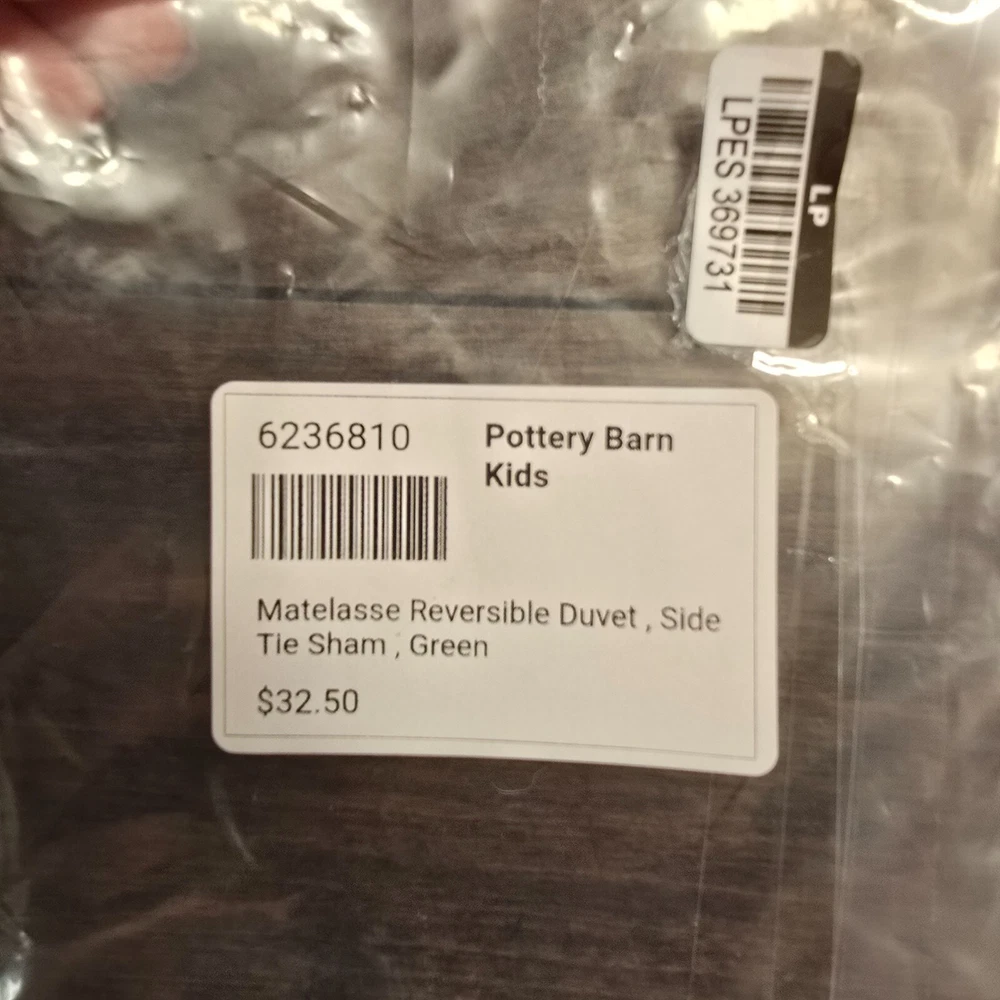 LP
LPES 369731
6236810
Pottery Barn
Kids
Matelasse Reversible Duvet , Side
Tie Sham , Green
$32.50